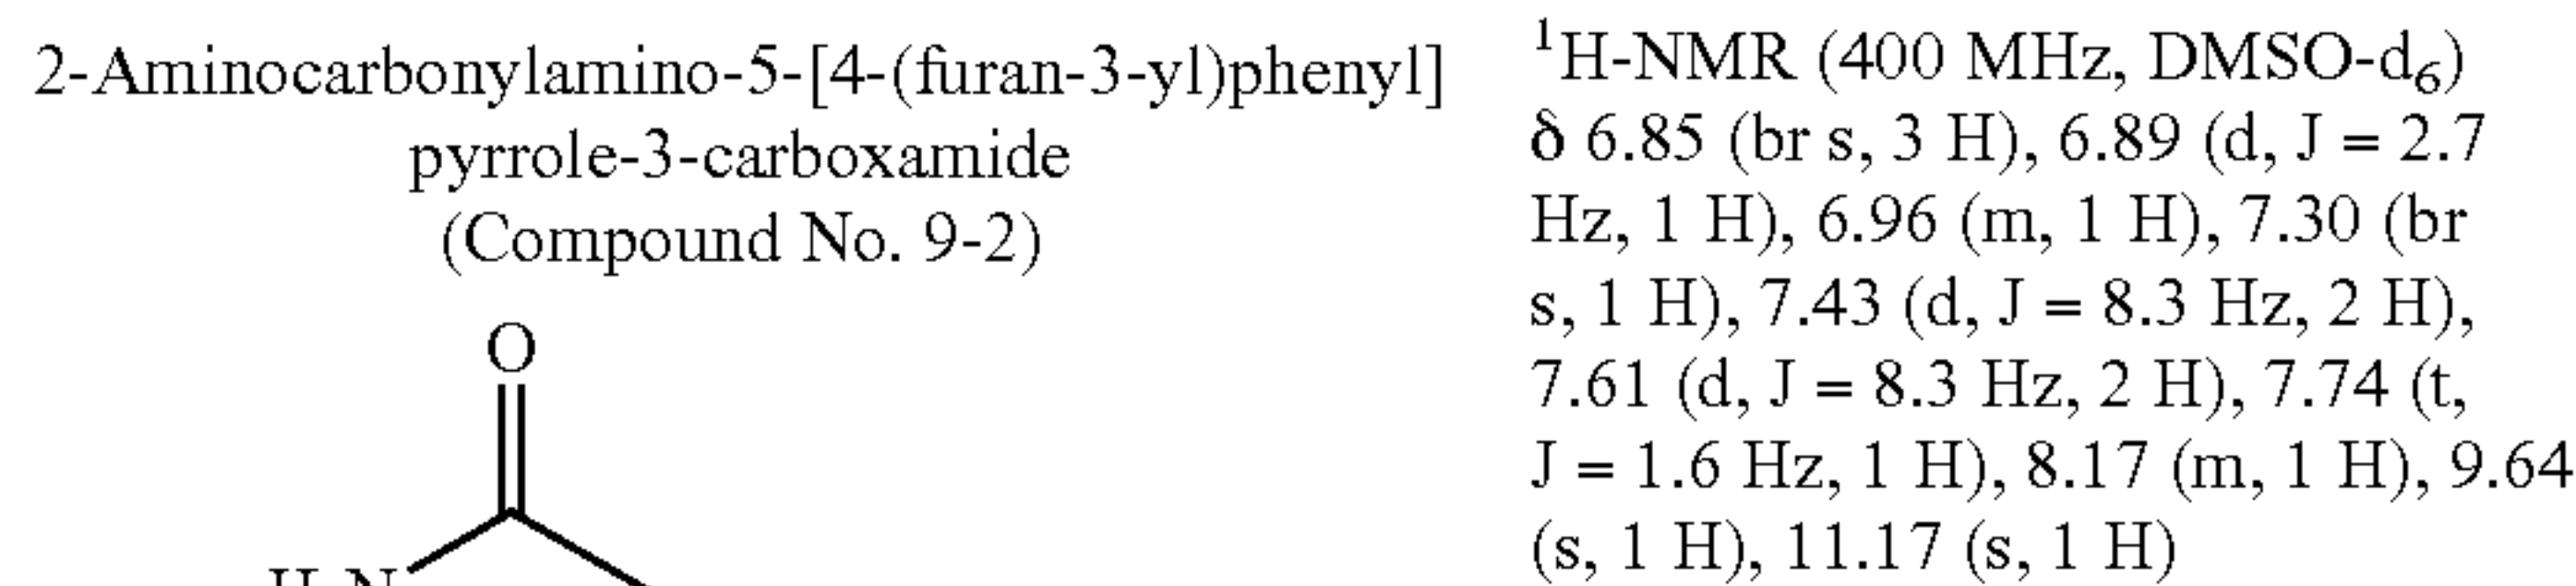 2-Aminocarbonylamino-5-[4-(furan-3-yl)phenyl]
pyrrole-3-carboxamide
(Compound No. 9-2)
O
¹H-NMR (400 MHz, DMSO-d₆)
δ 6.85 (br s, 3 H), 6.89 (d, J = 2.7
Hz, 1 H), 6.96 (m, 1 H), 7.30 (br
s, 1 H), 7.43 (d, J = 8.3 Hz, 2 H),
7.61 (d, J = 8.3 Hz, 2 H), 7.74 (t,
J = 1.6 Hz, 1 H), 8.17 (m, 1 H), 9.64
(s, 1 H), 11.17 (s, 1 H)